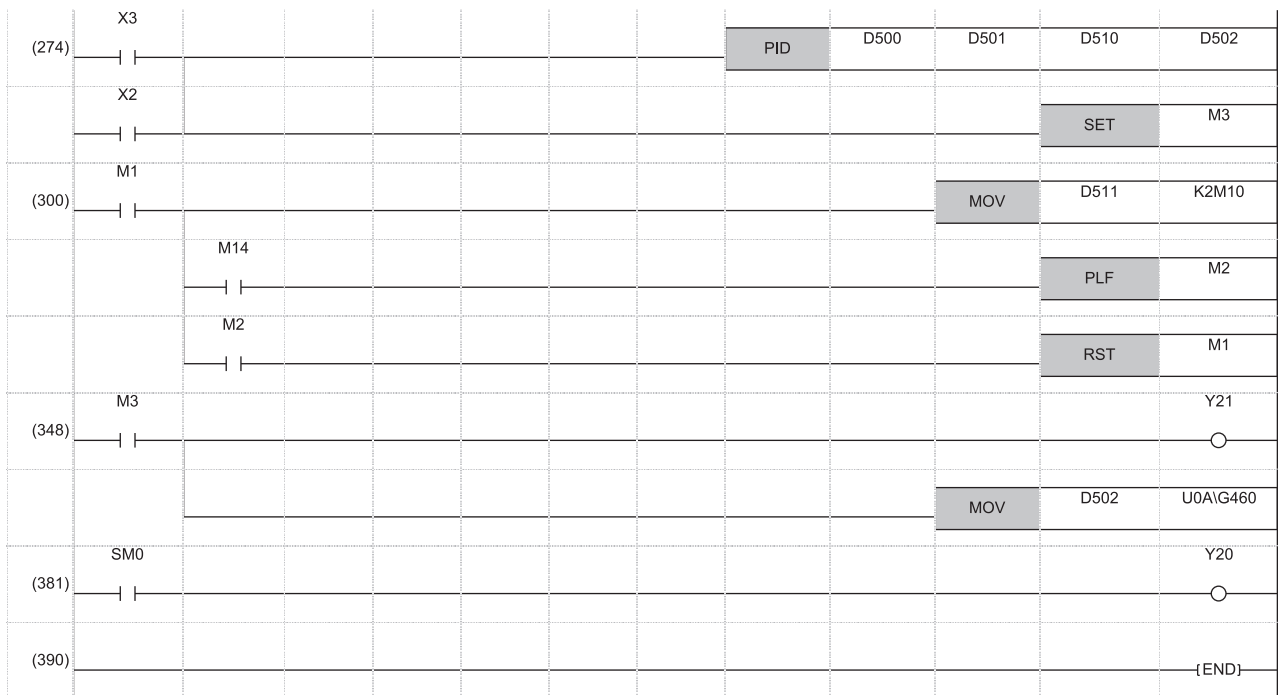 X3
(274) PID D500 D501 D510 D502
X2
SET M3
M1
(300) MOV D511 K2M10
M14
PLF M2
M2
RST M1
M3 Y21
(348)
MOV D502 U0A\G460
SM0 Y20
(381)
(390) [END]